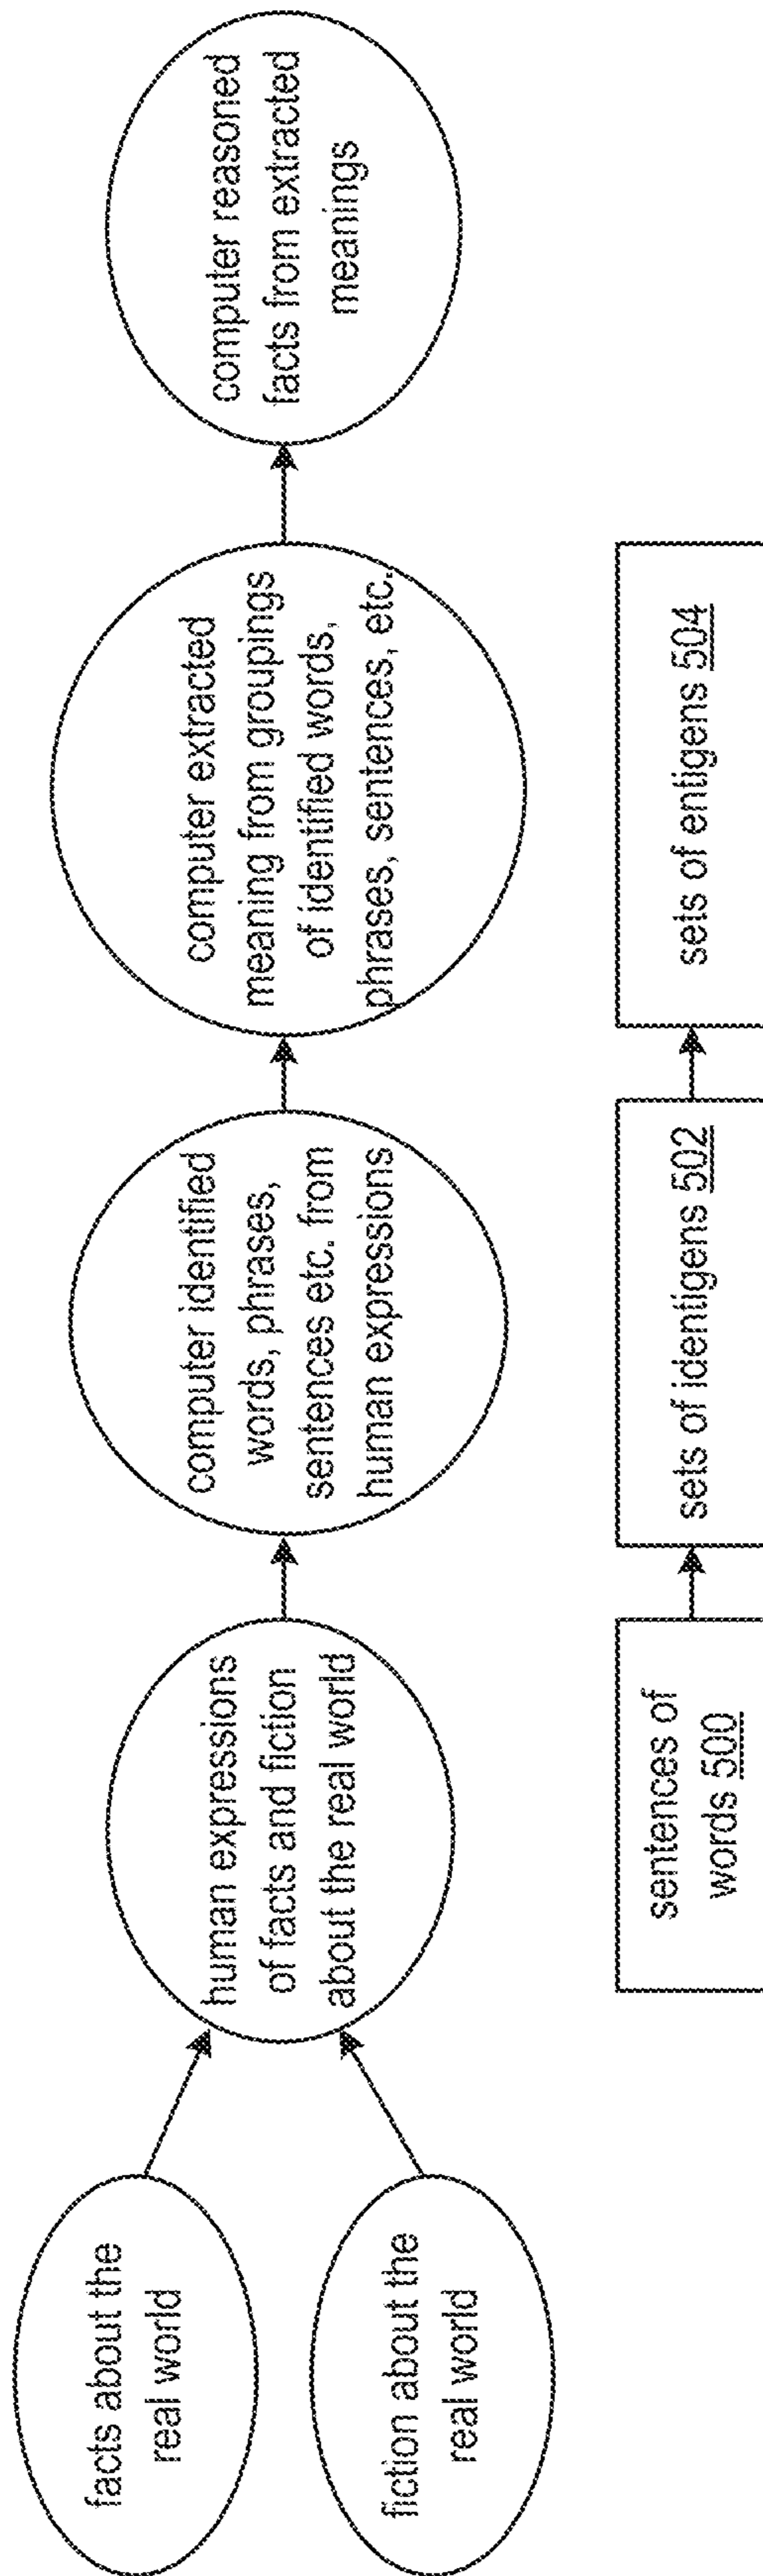 facts about the
real world
fiction about the
real world
human expressions
of facts and fiction
about the real world
computer identified
words, phrases,
sentences etc. from
human expressions
computer extracted
meaning from groupings
of identified words,
phrases, sentences, etc.
computer reasoned
facts from extracted
meanings
sentences of
words 500
sets of identigens 502
sets of entigens 504